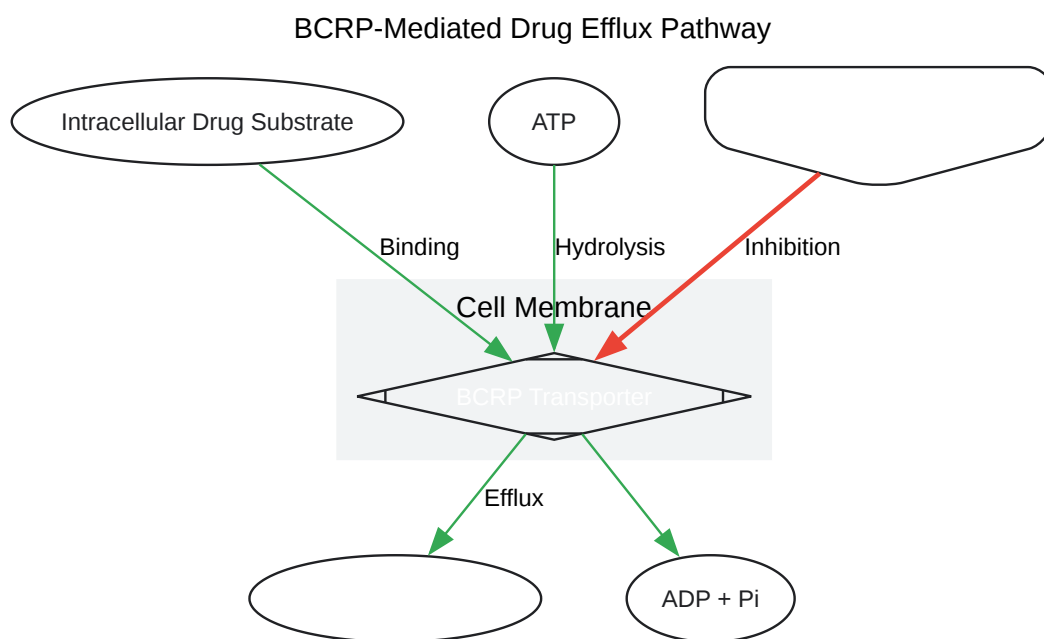 BCRP-Mediated Drug Efflux Pathway
Intracellular Drug Substrate
ATP
Binding
Hydrolysis
Inhibition
Cell Membrane
BCRP Transporter
Efflux
ADP + Pi